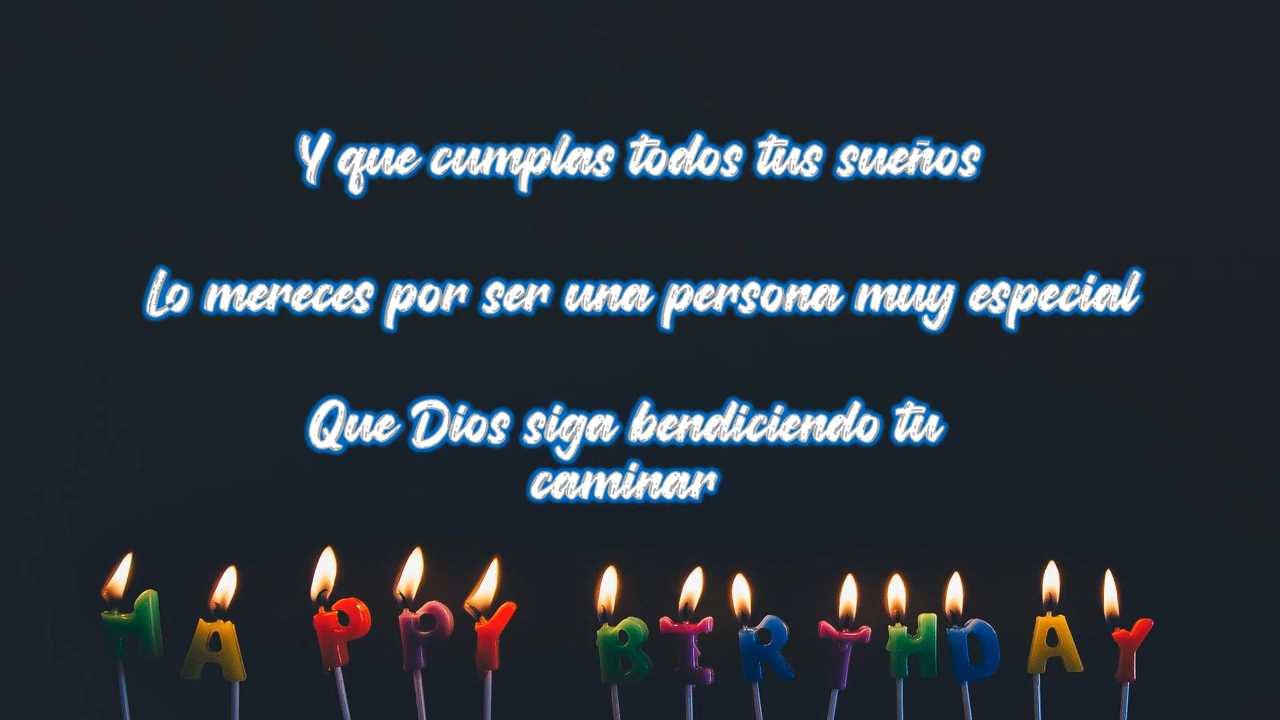 Y que cumplas todos tus sueños
Lo mereces por ser una persona muy especial
Que Dios siga bendiciendo tu
caminar
HAPPY BIRTHDAY